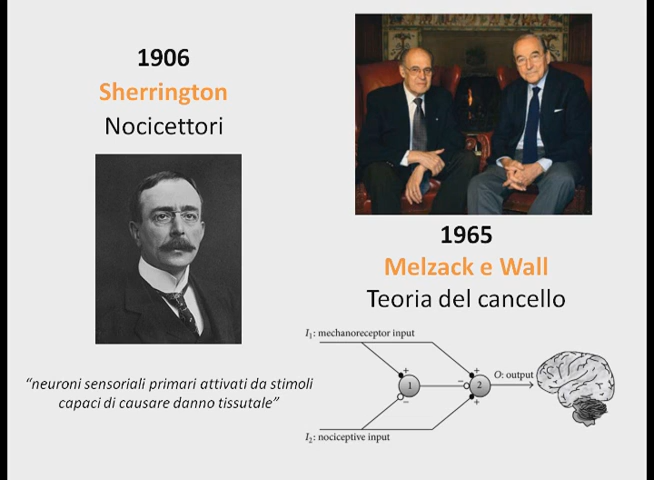 1906
Sherrington
Nocicettori
“neuroni sensoriali primari attivati da stimoli
capaci di causare danno tissutale”
1965
Melzack e Wall
Teoria del cancello
I₁: mechanoreceptor input
+
1
−
−
2
+
+
O: output
I₂: nociceptive input